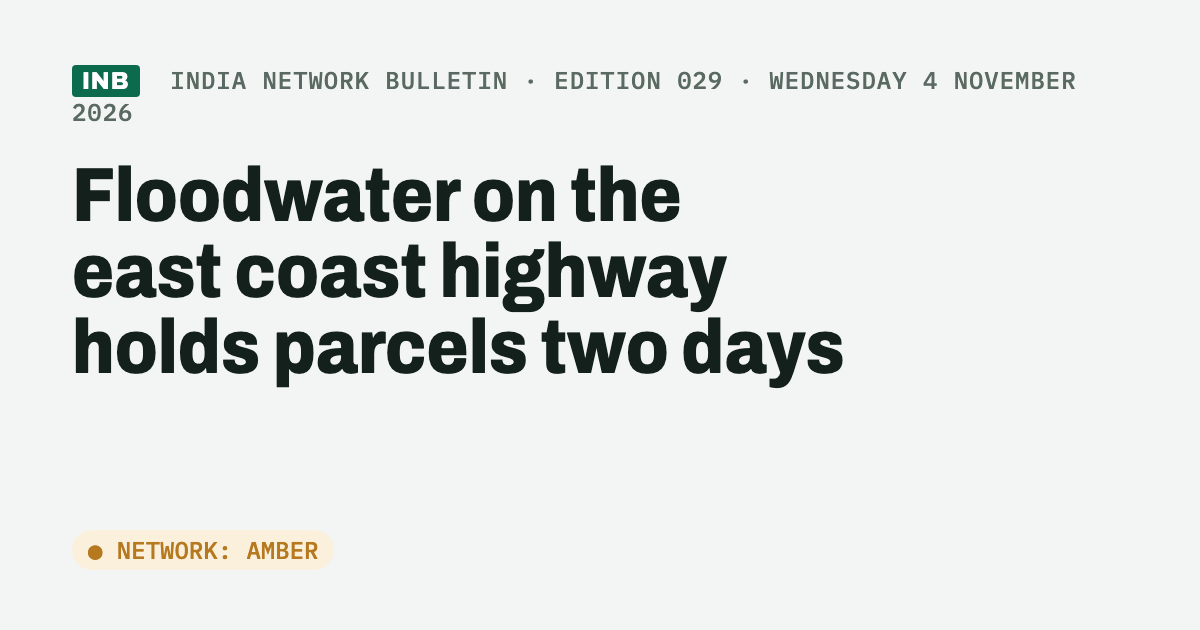 INB INDIA NETWORK BULLETIN · EDITION 029 · WEDNESDAY 4 NOVEMBER
2026
Floodwater on the
east coast highway
holds parcels two days
● NETWORK: AMBER